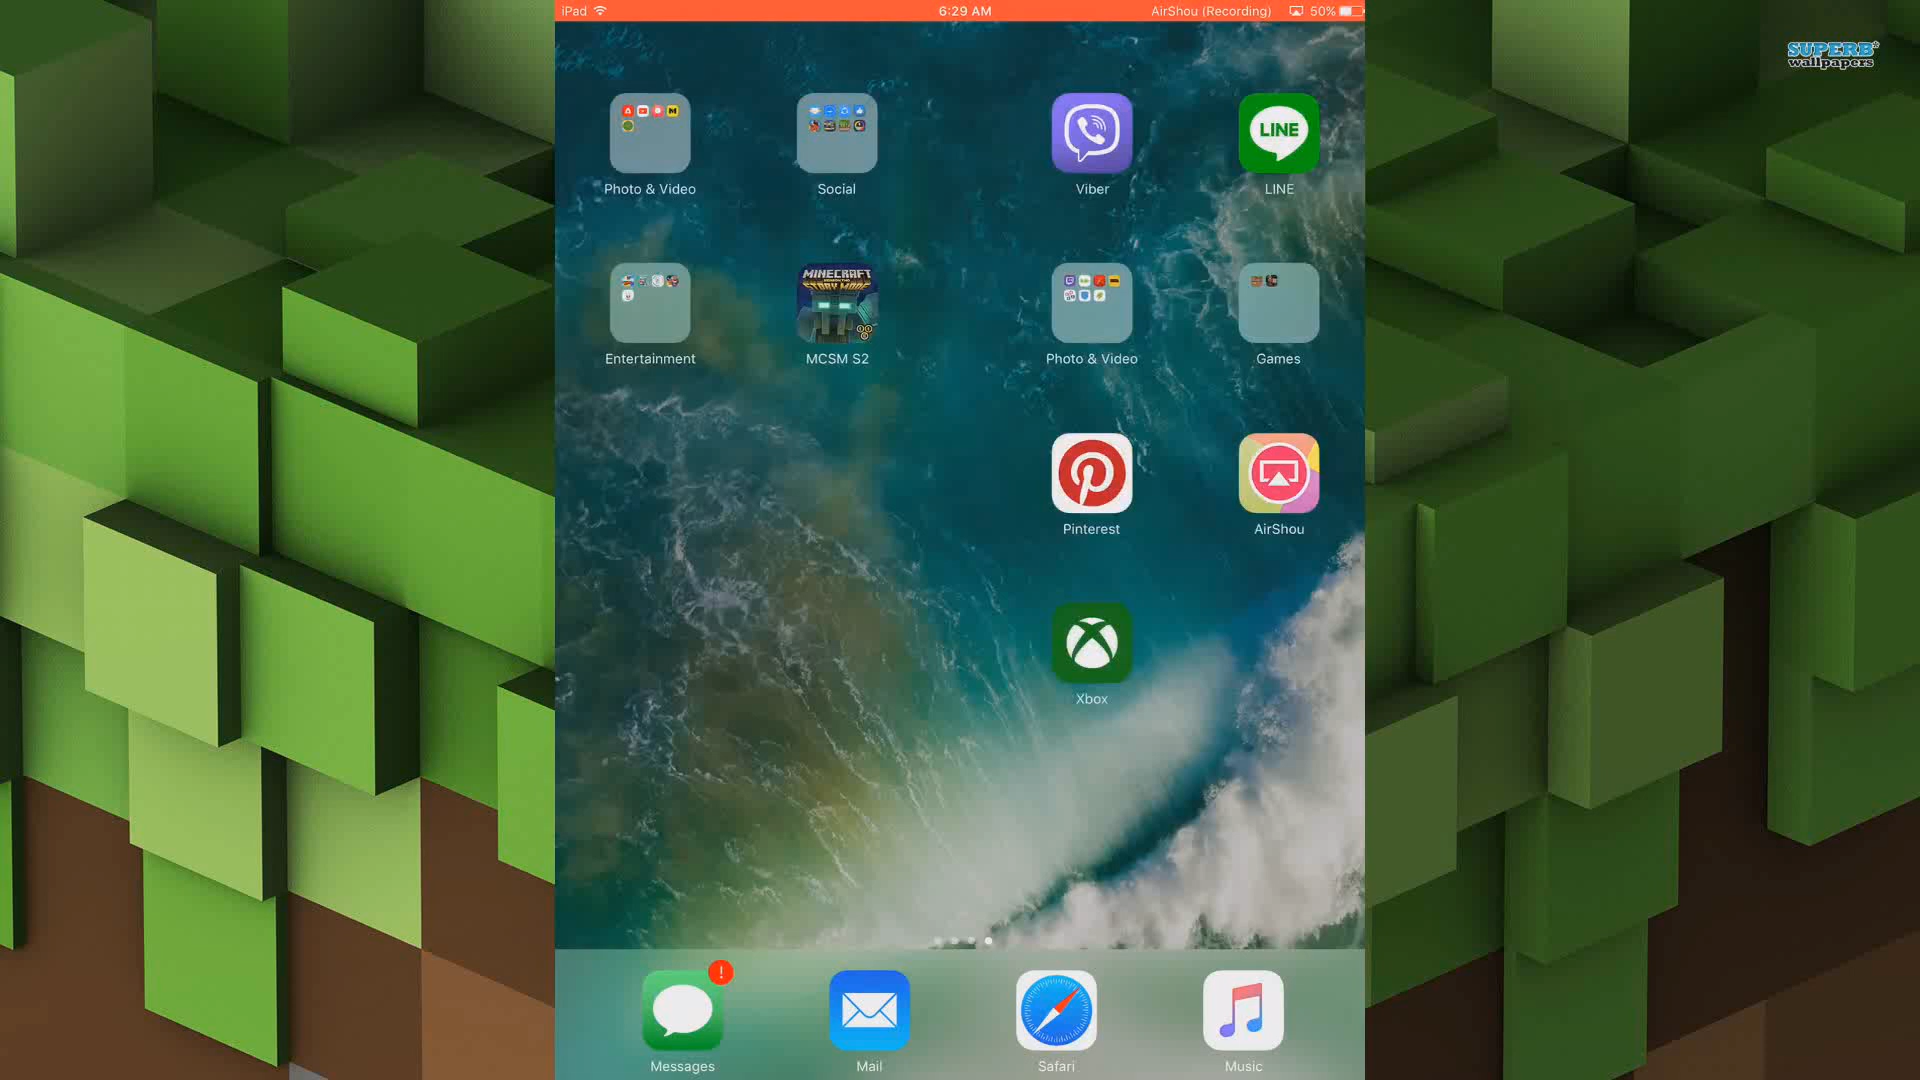 iPad
6:29 AM
AirShou (Recording)
50%
SUPERB
wallpapers
Photo & Video
Social
Viber
LINE
LINE
MINECRAFT
STORY MODE
Entertainment
MCSM S2
Photo & Video
Games
Pinterest
AirShou
Xbox
!
Messages
Mail
Safari
Music